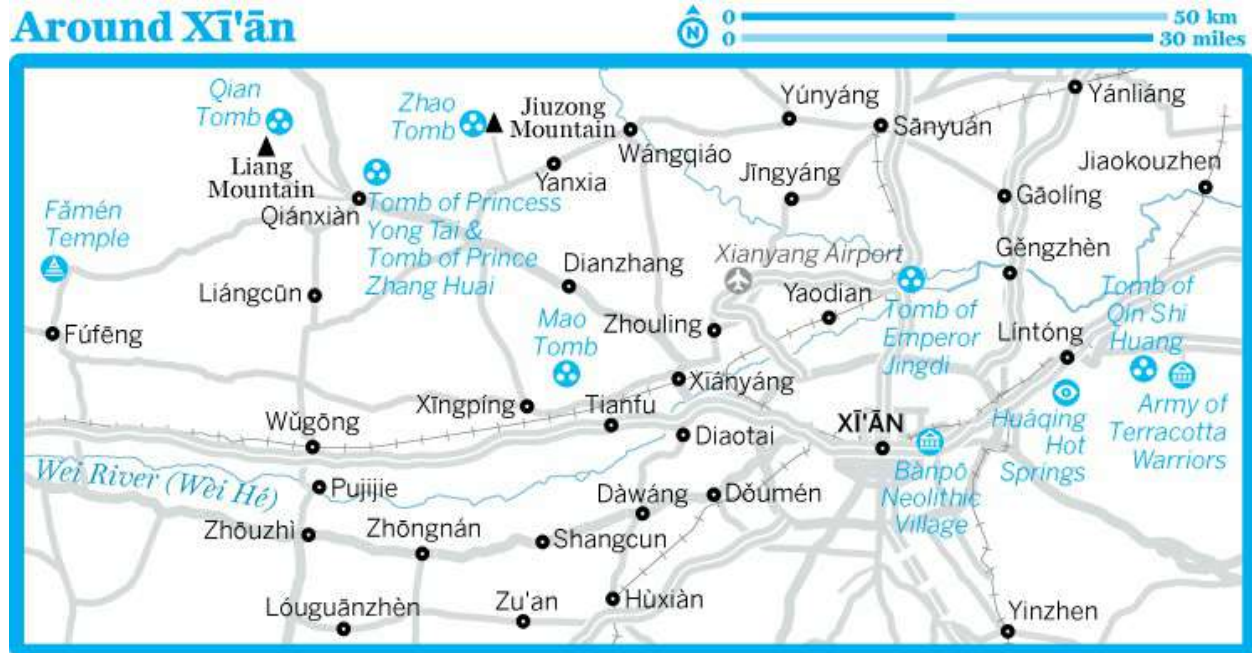 Around Xī'ān
N
0 50 km
0 30 miles
Qian
Tomb
Liang
Mountain
Zhao
Tomb
Jiuzong
Mountain
Yúnyáng
Yánliáng
Sānyuán
Wángqiáo
Yanxia
Jīngyáng
Jiaokouzhen
Gāolíng
Qiánxiàn
Tomb of Princess
Yong Tai &
Tomb of Prince
Zhang Huai
Fǎmén
Temple
Gěngzhèn
Xianyang Airport
Dianzhang
Liángcūn
Yaodian
Tomb of
Emperor
Jingdi
Tomb of
Qin Shi
Huang
Mao
Tomb
Zhouling
Líntóng
Fúfēng
Xiányáng
Xīngpíng
Tianfu
XĪ'ĀN
Huáqing
Hot
Springs
Army of
Terracotta
Warriors
Wǔgōng
Diaotai
Bànpō
Neolithic
Village
Wei River (Wèi Hé)
Pujijie
Dàwáng
Dǒumén
Zhōuzhì
Zhōngnán
Shangcun
Lóuguānzhèn
Zu'an
Hùxiàn
Yinzhen